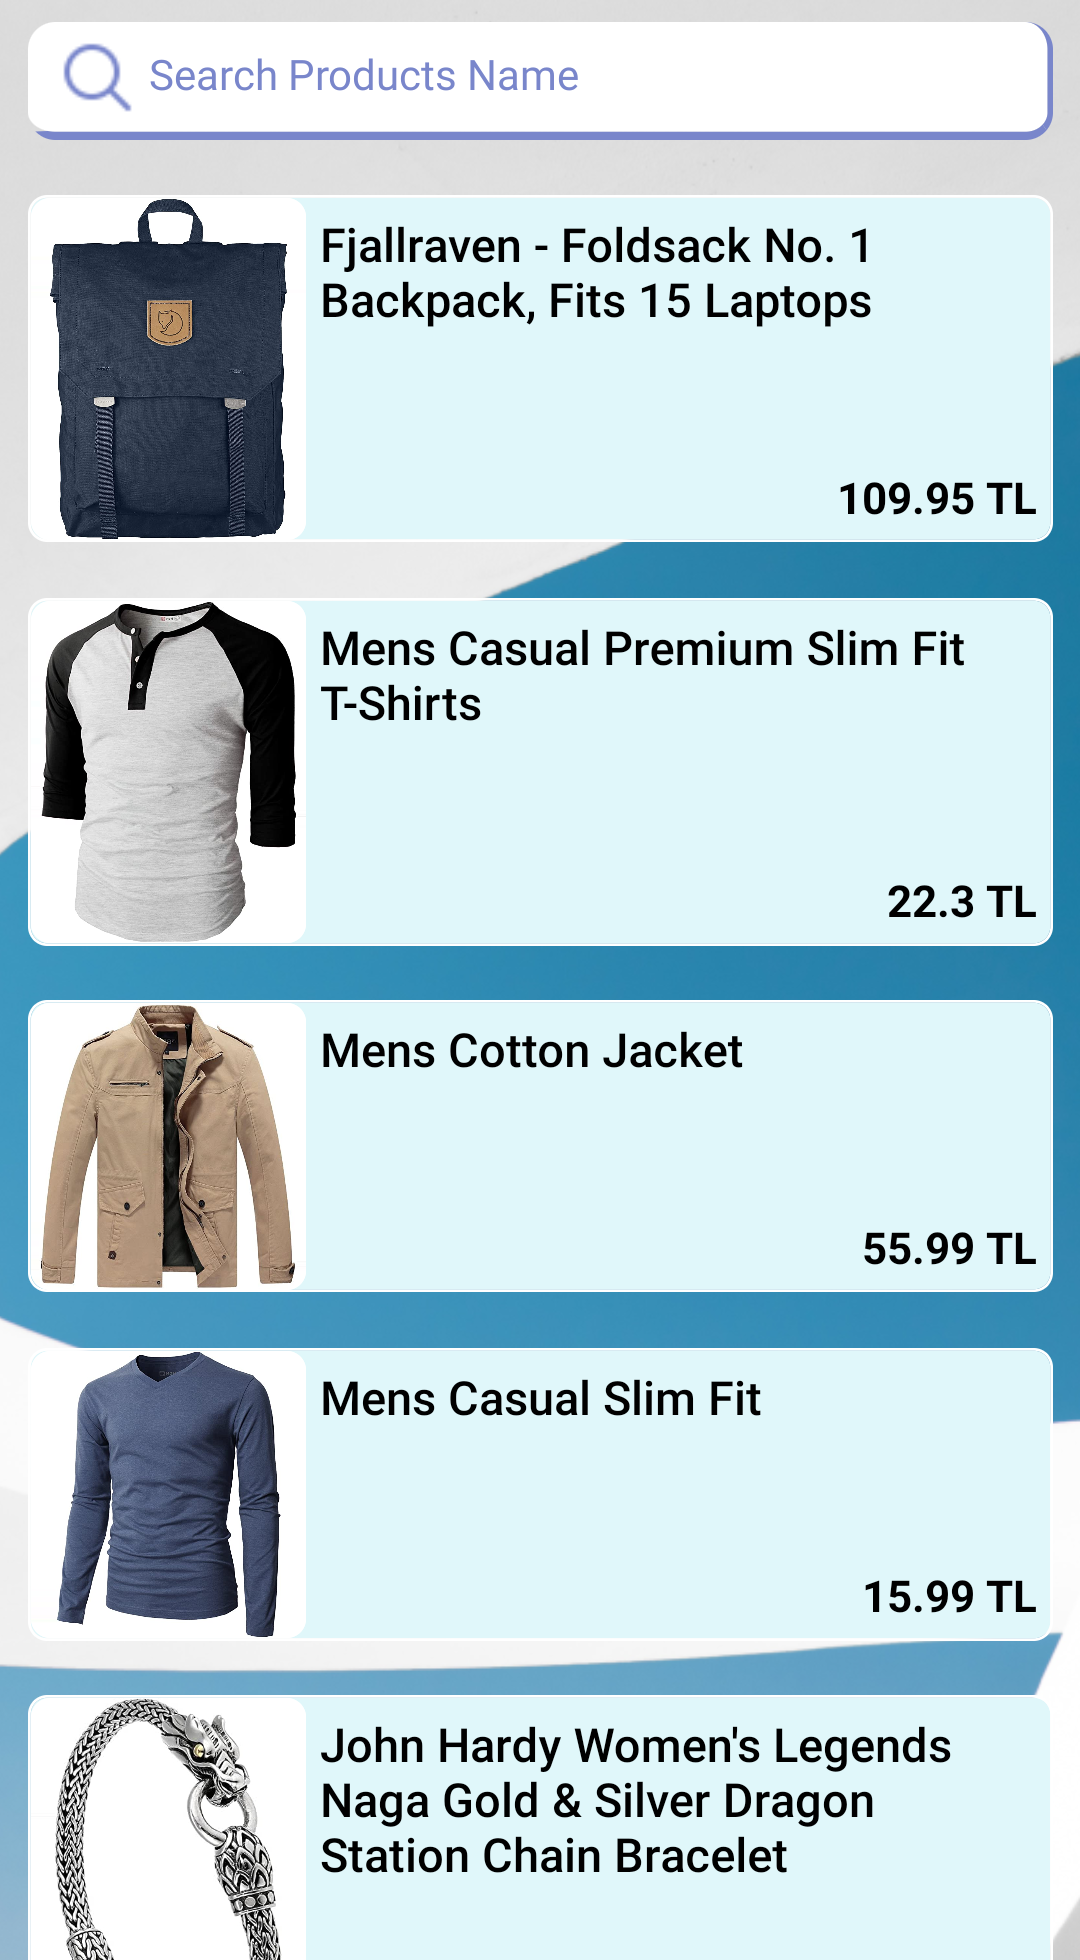 Search Products Name
Fjallraven - Foldsack No. 1
Backpack, Fits 15 Laptops
109.95 TL
Mens Casual Premium Slim Fit
T-Shirts
22.3 TL
Mens Cotton Jacket
55.99 TL
Mens Casual Slim Fit
15.99 TL
John Hardy Women's Legends
Naga Gold & Silver Dragon
Station Chain Bracelet